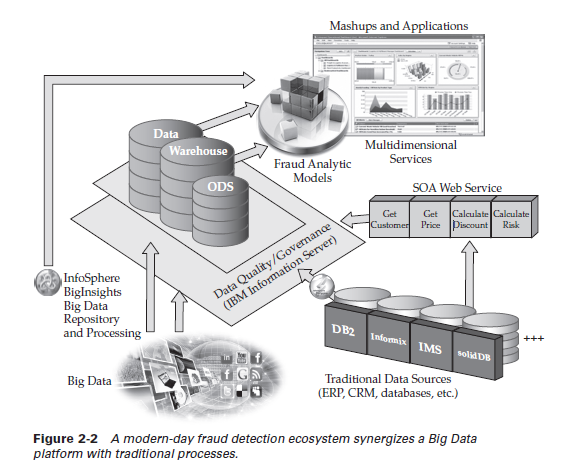 Mashups and Applications
Data
Warehouse
ODS
Fraud Analytic
Models
Multidimensional
Services
SOA Web Service
Get
Customer
Get
Price
Calculate
Discount
Calculate
Risk
Data Quality/Governance
(IBM Information Server)
InfoSphere
BigInsights
Big Data
Repository
and Processing
DB2
Informix
IMS
solidDB
+++
Big Data
in
f
f
G
Traditional Data Sources
(ERP, CRM, databases, etc.)
Figure 2-2 A modern-day fraud detection ecosystem synergizes a Big Data
platform with traditional processes.